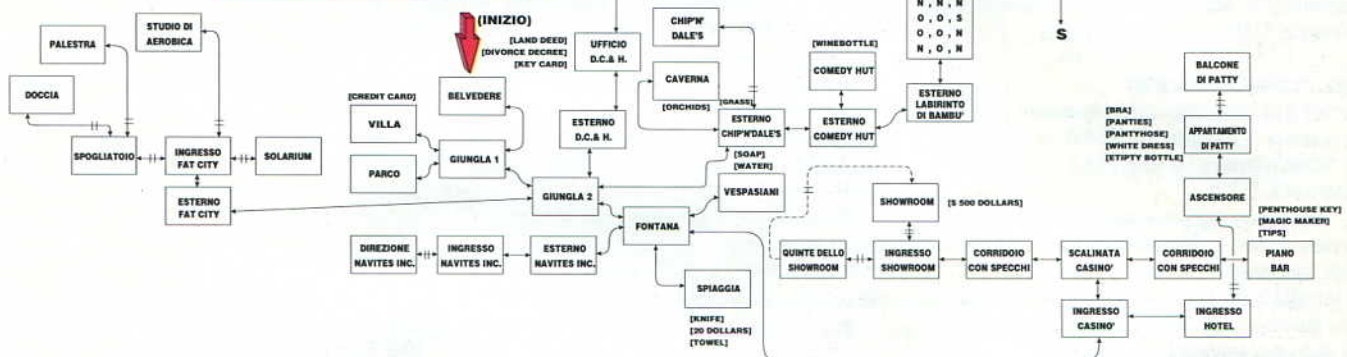 N , N , N
O , O , S
O , O , N
N , O , N
S
(INIZIO)
STUDIO DI
AEROBICA
PALESTRA
DOCCIA
SPOGLIATOIO
INGRESSO
FAT CITY
SOLARIUM
ESTERNO
FAT CITY
[LAND DEED]
[DIVORCE DECREE]
[KEY CARD]
UFFICIO
D.C.& H.
BELVEDERE
[CREDIT CARD]
VILLA
PARCO
GIUNGLA 1
ESTERNO
D.C.& H.
GIUNGLA 2
CHIP'N'
DALE'S
CAVERNA
[ORCHIDS]
[GRASS]
ESTERNO
CHIP'N'DALE'S
[WINEBOTTLE]
COMEDY HUT
ESTERNO
COMEDY HUT
ESTERNO
LABIRINTO
DI BAMBU'
[SOAP]
[WATER]
VESPASIANI
FONTANA
DIREZIONE
NAVITES INC.
INGRESSO
NAVITES INC.
ESTERNO
NAVITES INC.
SPIAGGIA
[KNIFE]
[20 DOLLARS]
[TOWEL]
SHOWROOM
[$ 500 DOLLARS]
QUINTE DELLO
SHOWROOM
INGRESSO
SHOWROOM
CORRIDOIO
CON SPECCHI
SCALINATA
CASINO'
CORRIDOIO
CON SPECCHI
PIANO
BAR
INGRESSO
CASINO'
INGRESSO
HOTEL
BALCONE
DI PATTY
[BRA]
[PANTIES]
[PANTYHOSE]
[WHITE DRESS]
[ETIPTY BOTTLE]
APPARTAMENTO
DI PATTY
ASCENSORE
[PENTHOUSE KEY]
[MAGIC MAKER]
[TIPS]